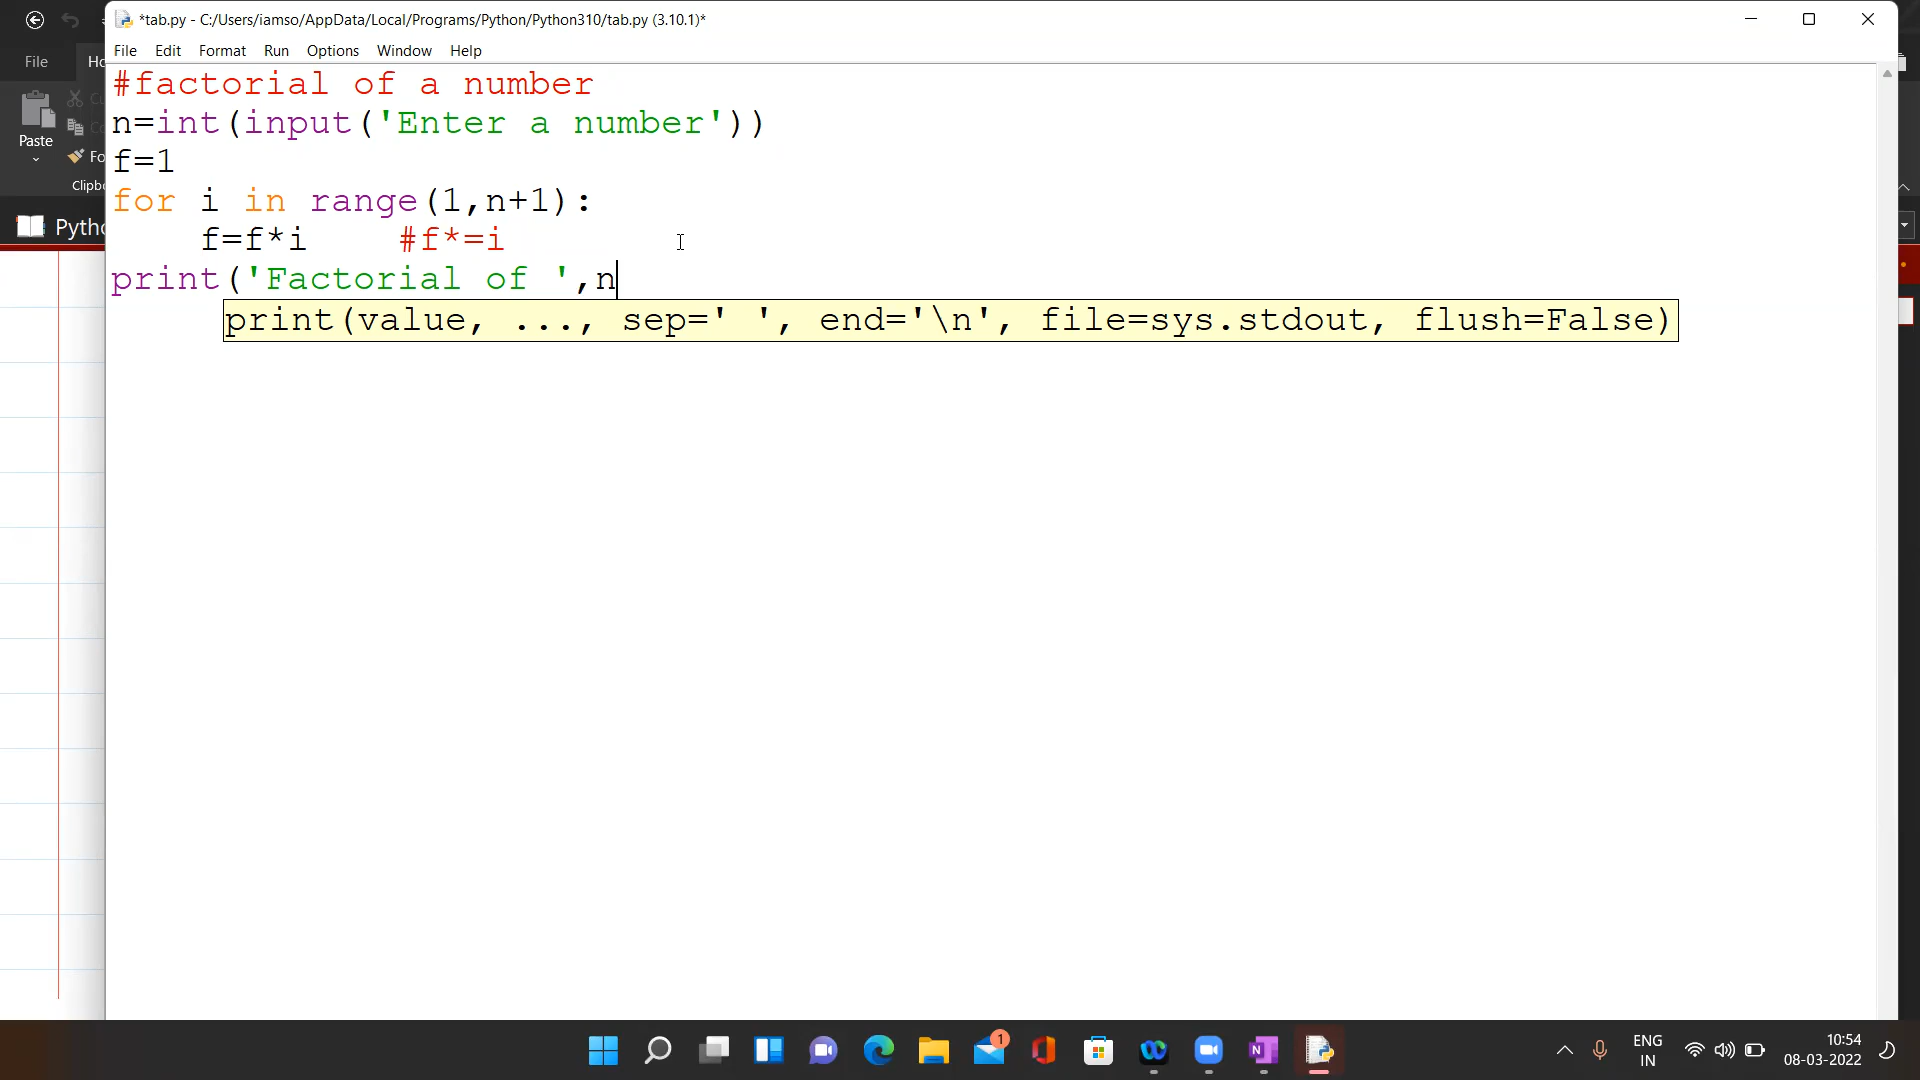 *tab.py - C:/Users/iamso/AppData/Local/Programs/Python/Python310/tab.py (3.10.1)*
File Edit Format Run Options Window Help
File
Paste
Clipb
Pytho
#factorial of a number
n=int(input('Enter a number'))
f=1
for i in range(1,n+1):
    f=f*i    #f*=i
print('Factorial of ',n
print(value, ..., sep=' ', end='\n', file=sys.stdout, flush=False)
1
ENG
IN
10:54
08-03-2022